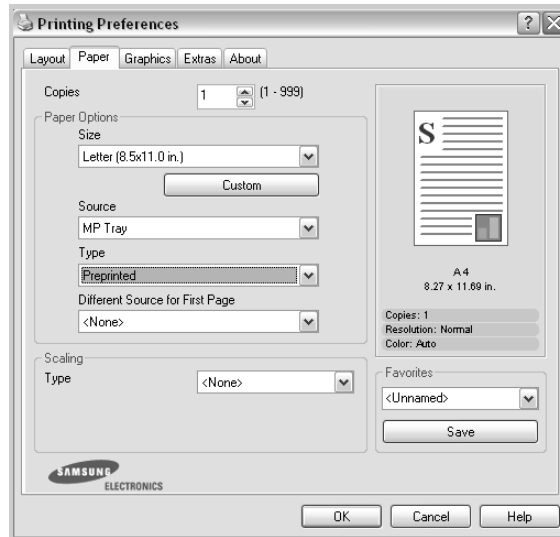 Printing Preferences
Layout Paper Graphics Extras About
Copies 1 (1 - 999)
Paper Options
Size
Letter (8.5x11.0 in.)
Custom
Source
MP Tray
Type
Preprinted
Different Source for First Page
<None>
Scaling
Type <None>
SAMSUNG
ELECTRONICS
S
A4
8.27 x 11.69 in.
Copies: 1
Resolution: Normal
Color: Auto
Favorites
<Unnamed>
Save
OK Cancel Help